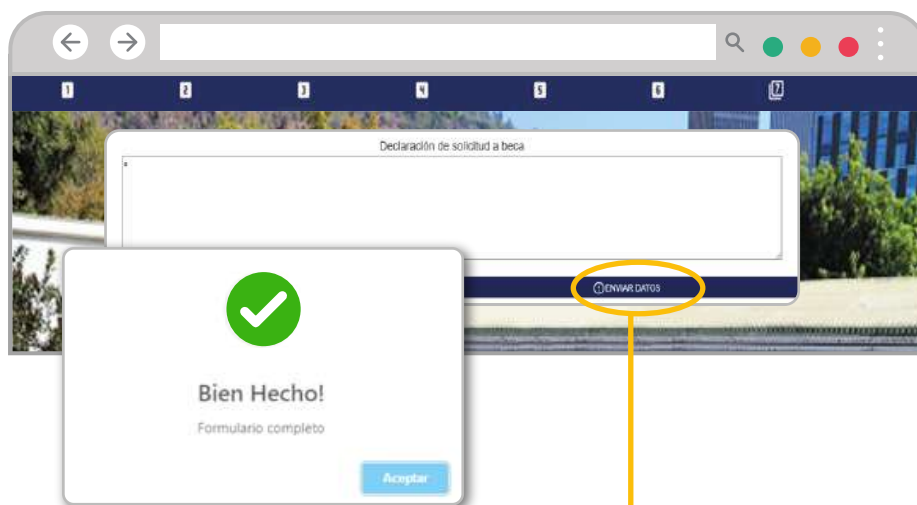 1 2 3 4 5 6 7
Declaración de solicitud a beca
ENVIAR DATOS
Bien Hecho!
Formulario completo
Aceptar